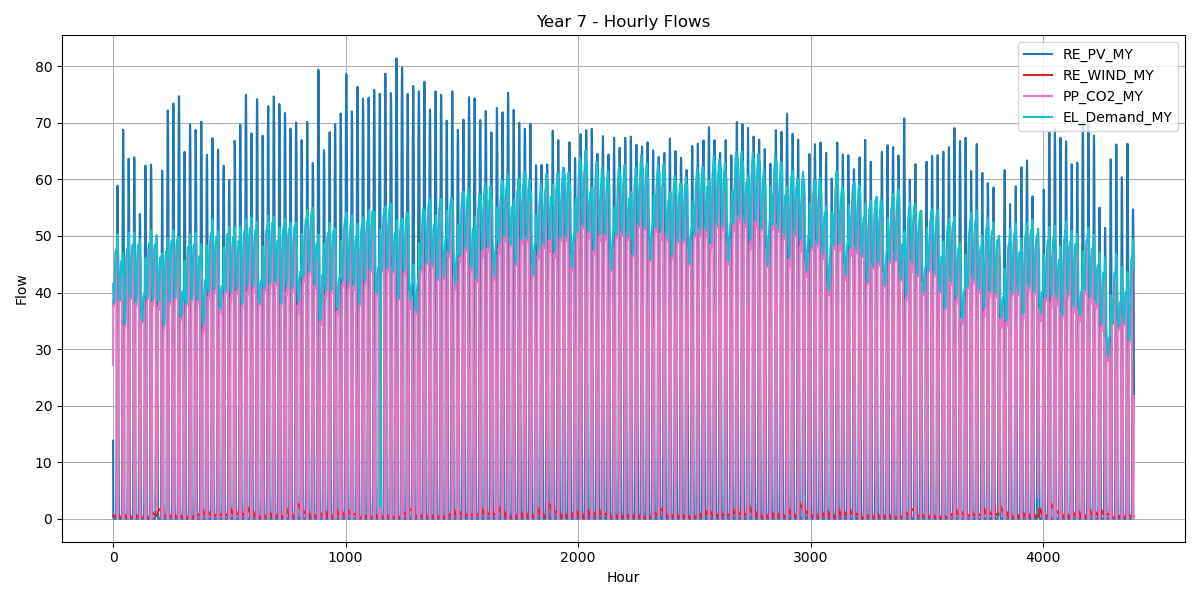 Year 7 - Hourly Flows
RE_PV_MY
RE_WIND_MY
PP_CO2_MY
EL_Demand_MY
Flow
80
70
60
50
40
30
20
10
0
0 1000 2000 3000 4000
Hour